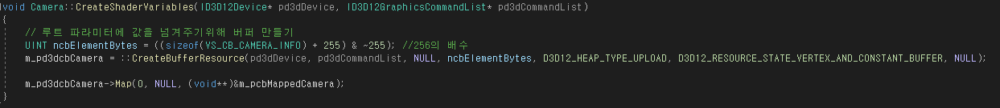 void Camera::CreateShaderVariables(ID3D12Device* pd3dDevice, ID3D12GraphicsCommandList* pd3dCommandList)
{
// 루트 파라미터에 값을 넘겨주기위해 버퍼 만들기
UINT ncbElementBytes = ((sizeof(VS_CB_CAMERA_INFO) + 255) & ~255); //256의 배수
m_pd3dcbCamera = ::CreateBufferResource(pd3dDevice, pd3dCommandList, NULL, ncbElementBytes, D3D12_HEAP_TYPE_UPLOAD, D3D12_RESOURCE_STATE_VERTEX_AND_CONSTANT_BUFFER, NULL);
m_pd3dcbCamera->Map(0, NULL, (void**)&m_pcbMappedCamera);
}